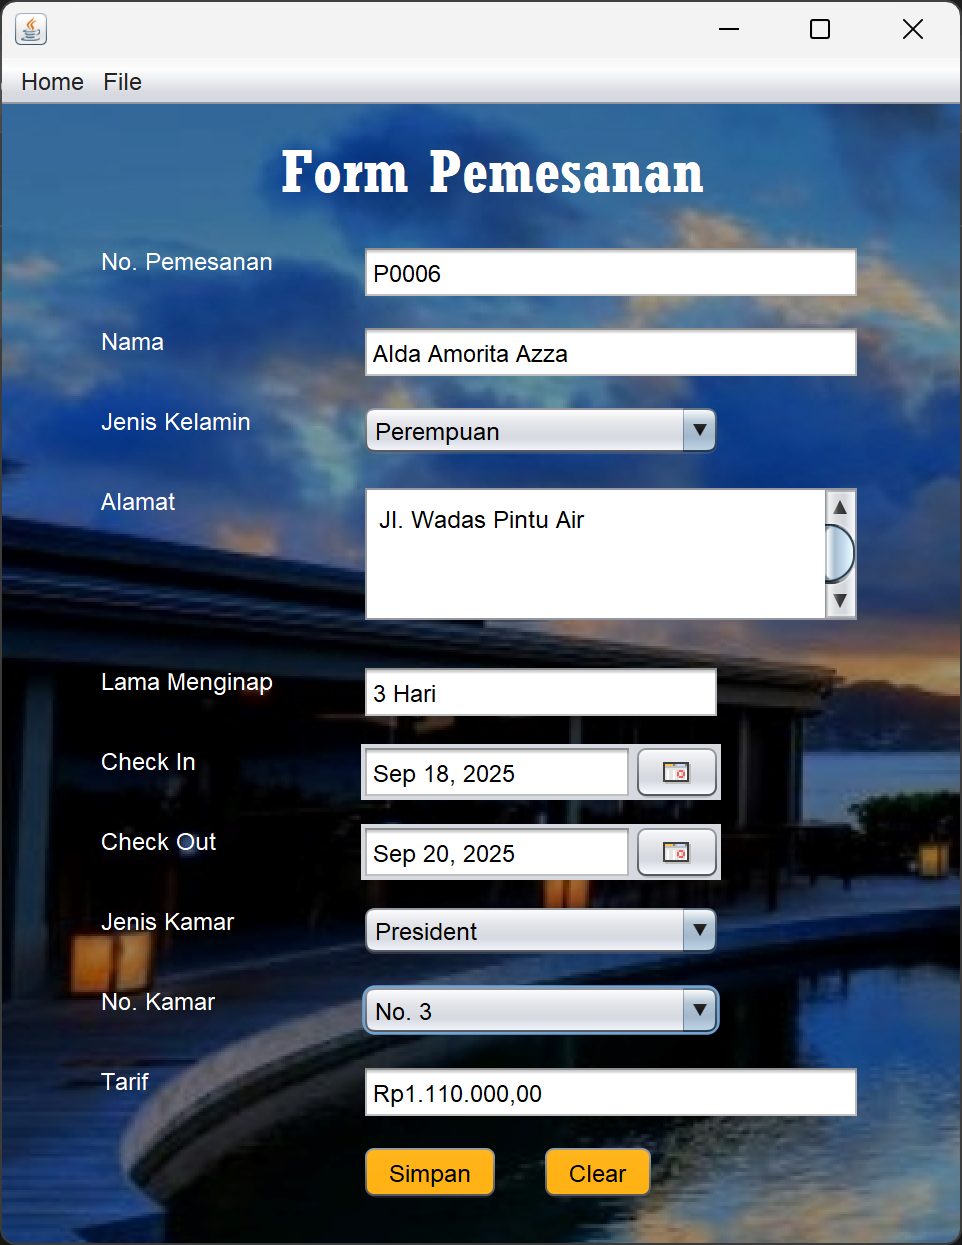 Home File
Form Pemesanan
No. Pemesanan P0006
Nama Alda Amorita Azza
Jenis Kelamin Perempuan
Alamat Jl. Wadas Pintu Air
Lama Menginap 3 Hari
Check In Sep 18, 2025
Check Out Sep 20, 2025
Jenis Kamar President
No. Kamar No. 3
Tarif Rp1.110.000,00
Simpan Clear